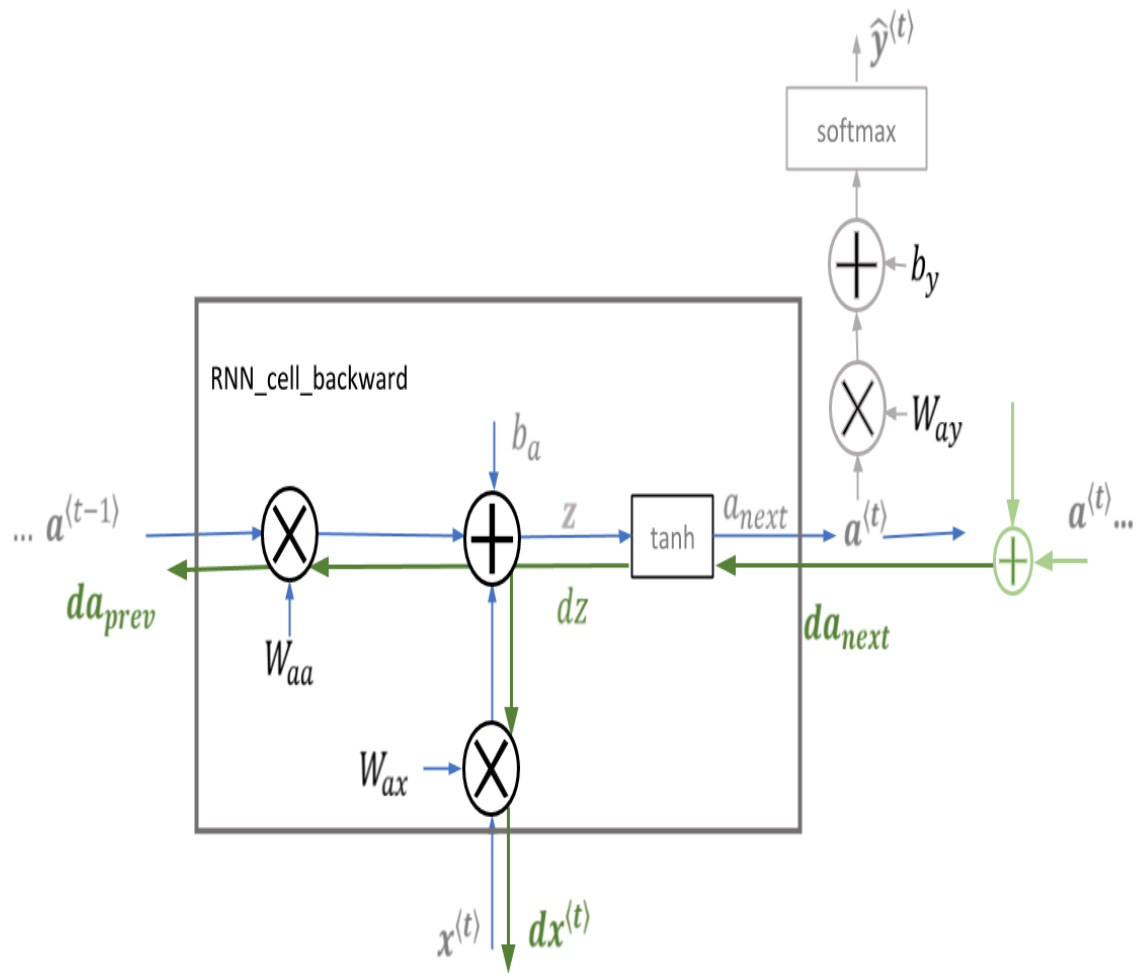 ŷ⟨t⟩
softmax
b_y
RNN_cell_backward
W_ay
b_a
... a⟨t−1⟩
z
tanh
a_next
a⟨t⟩
a⟨t⟩...
da_prev
dz
da_next
W_aa
W_ax
x⟨t⟩
dx⟨t⟩